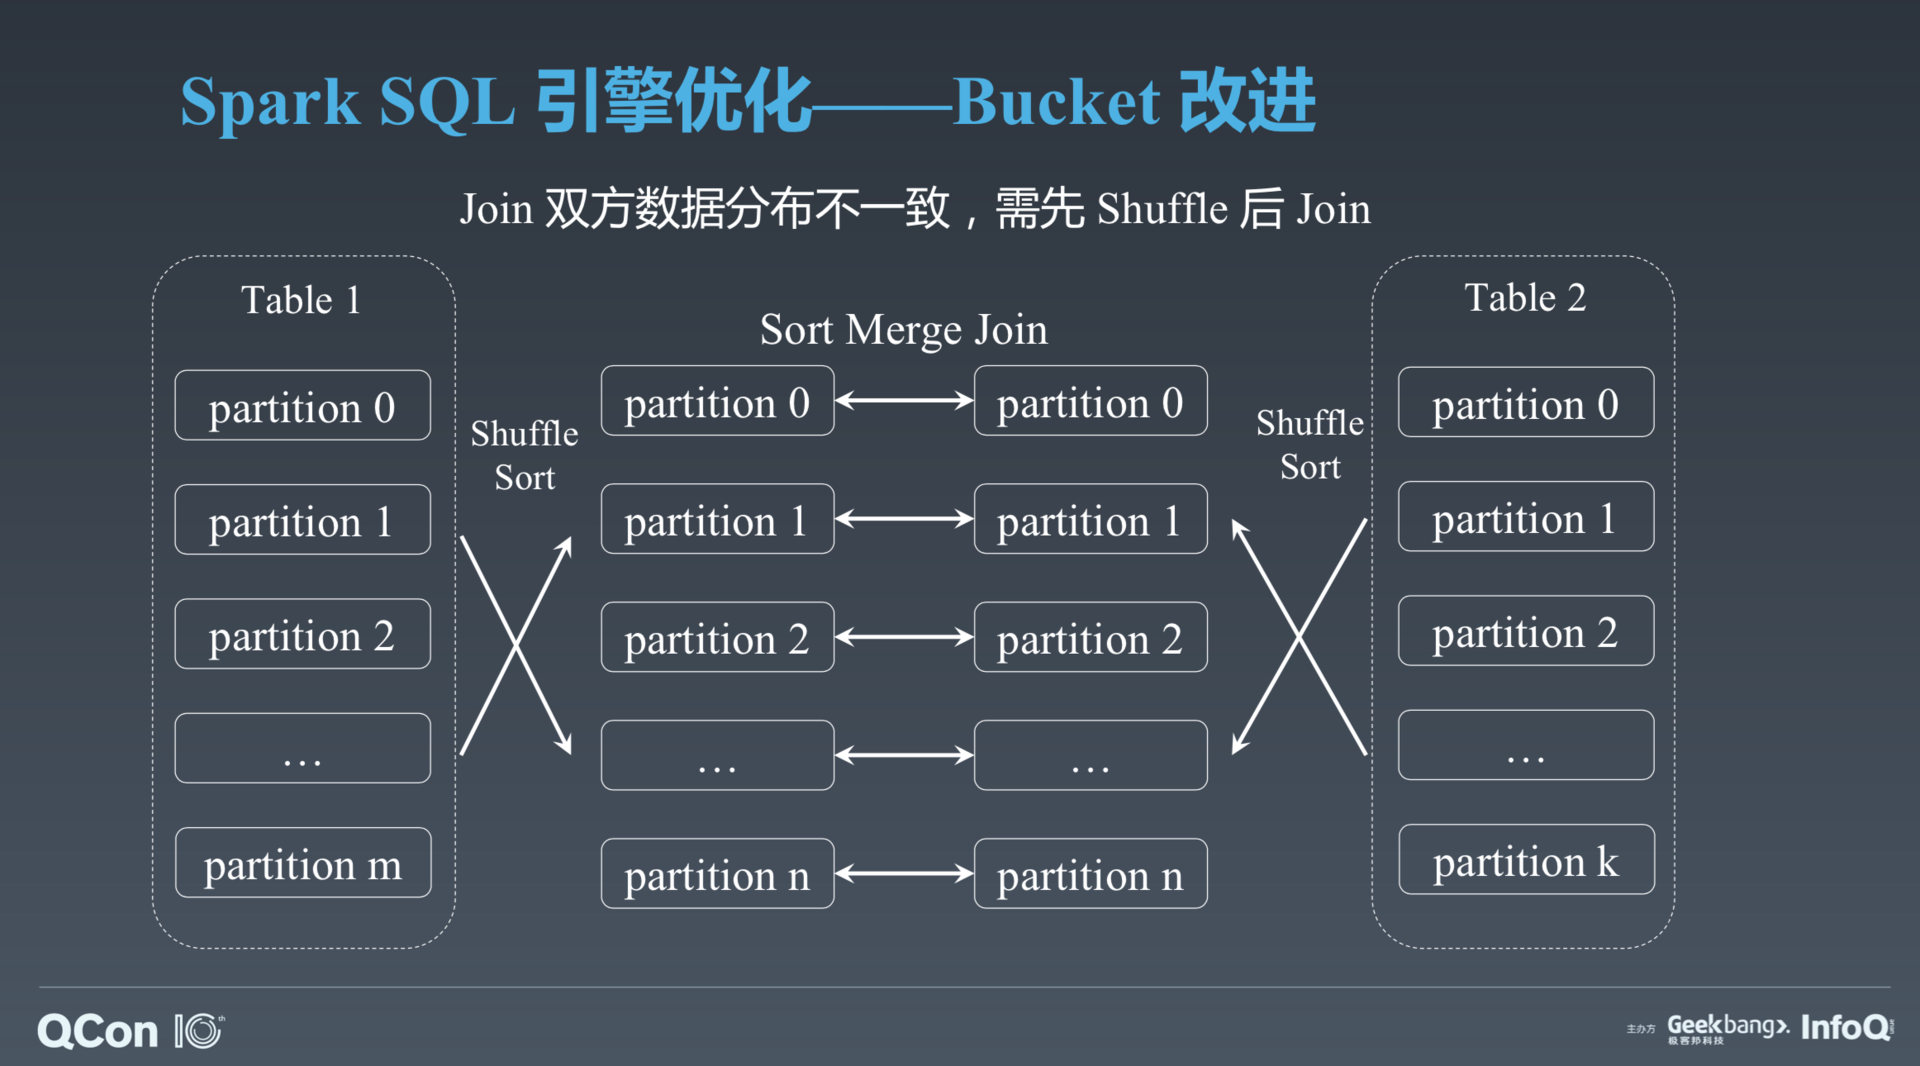 Spark SQL 引擎优化——Bucket 改进
Join 双方数据分布不一致，需先 Shuffle 后 Join
Table 1
partition 0
partition 1
partition 2
…
partition m
Shuffle
Sort
Sort Merge Join
partition 0
partition 0
partition 1
partition 1
partition 2
partition 2
…
…
partition n
partition n
Shuffle
Sort
Table 2
partition 0
partition 1
partition 2
…
partition k
QCon 10th
主办方
Geekbang>.
极客邦科技
InfoQ